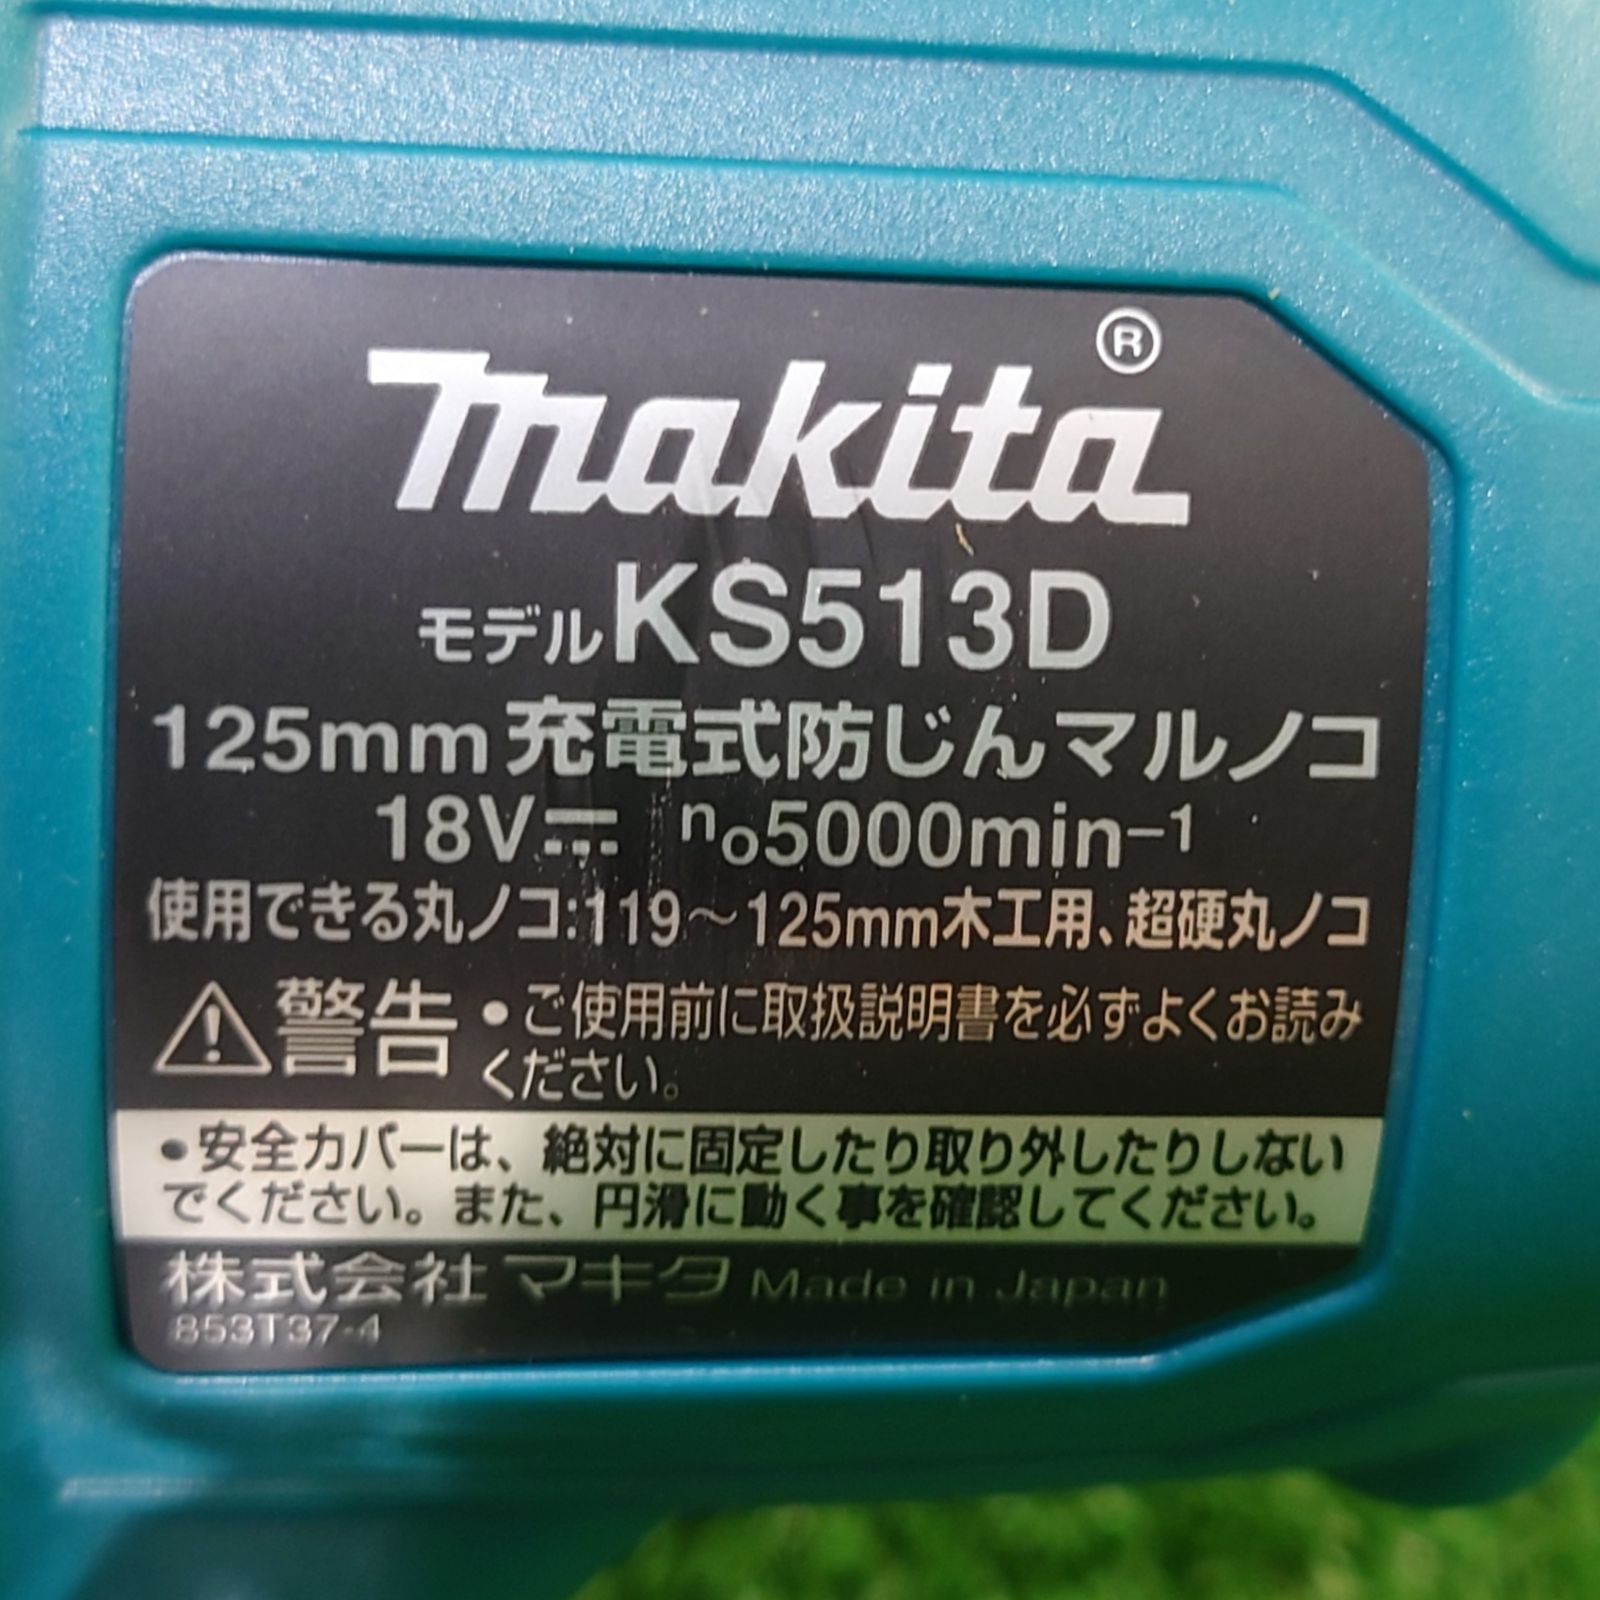 makita®
モデルKS513D
125mm充電式防じんマルノコ
18V⎓ no5000min-1
使用できる丸ノコ:119〜125mm木工用、超硬丸ノコ
⚠警告 •ご使用前に取扱説明書を必ずよくお読み
ください。
•安全カバーは、絶対に固定したり取り外したりしない
でください。また、円滑に動く事を確認してください。
株式会社マキタ Made in Japan
853T37-4